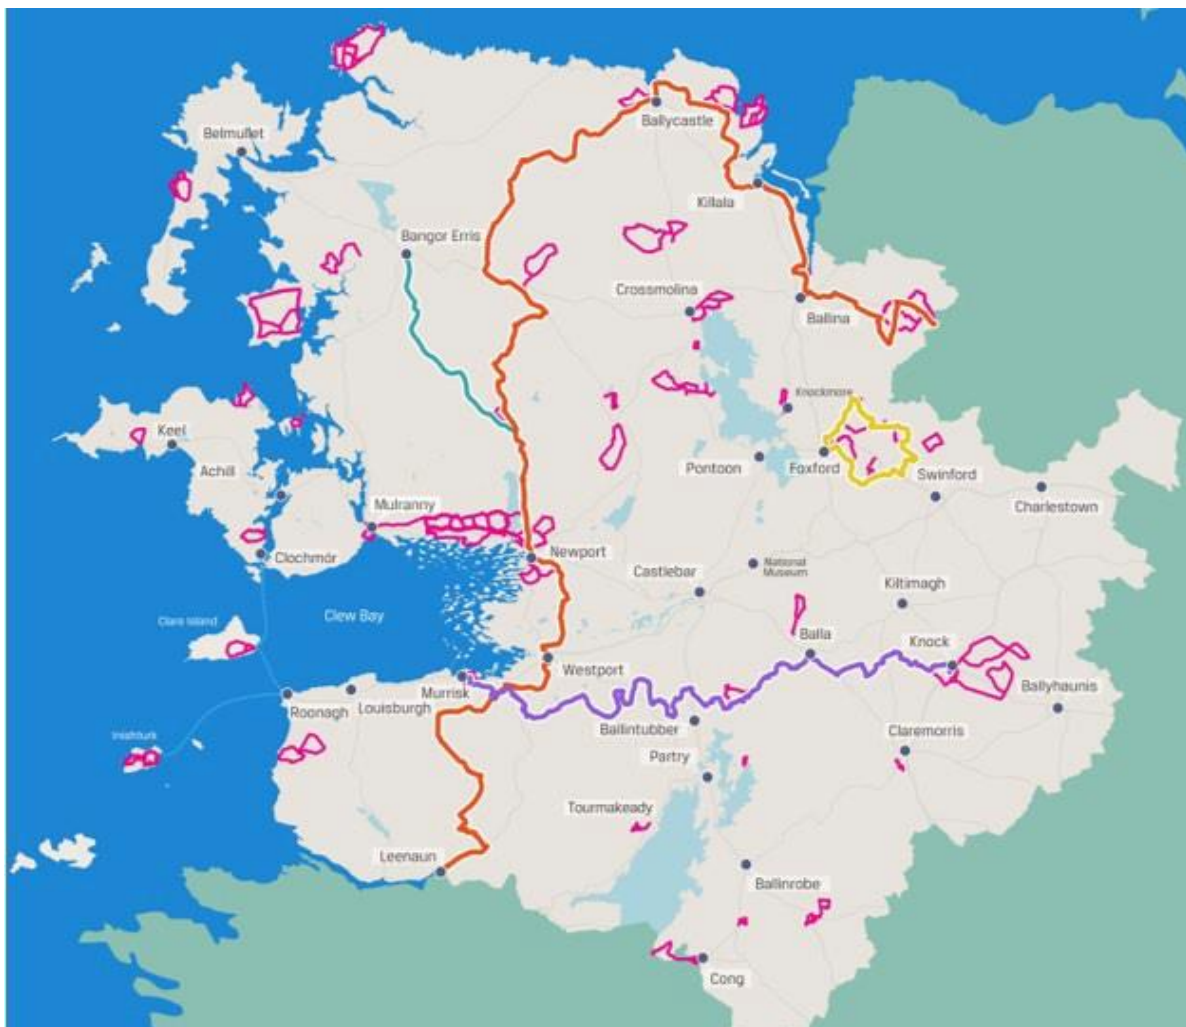 Ballycastle
Belmullet
Killala
Bangor Erris
Crossmolina
Ballina
Knockmore
Keel
Achill
Pontoon
Foxford
Swinford
Charlestown
Mulranny
Clochmór
Newport
National
Museum
Castlebar
Kiltimagh
Clew Bay
Clare Island
Balla
Knock
Westport
Murrisk
Ballyhaunis
Roonagh
Louisburgh
Ballintubber
Claremorris
Inishturk
Partry
Tourmakeady
Leenaun
Ballinrobe
Cong